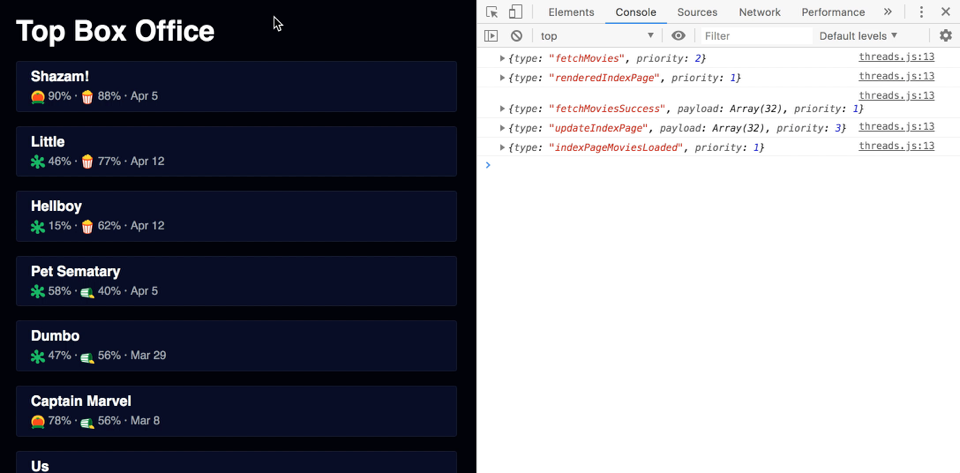 Top Box Office
Shazam!
90% · 88% · Apr 5
Little
46% · 77% · Apr 12
Hellboy
15% · 62% · Apr 12
Pet Sematary
58% · 40% · Apr 5
Dumbo
47% · 56% · Mar 29
Captain Marvel
78% · 56% · Mar 8
Us
Elements Console Sources Network Performance »
top Filter Default levels
{type: "fetchMovies", priority: 2} threads.js:13
{type: "renderedIndexPage", priority: 1} threads.js:13
threads.js:13
{type: "fetchMoviesSuccess", payload: Array(32), priority: 1}
{type: "updateIndexPage", payload: Array(32), priority: 3} threads.js:13
{type: "indexPageMoviesLoaded", priority: 1} threads.js:13